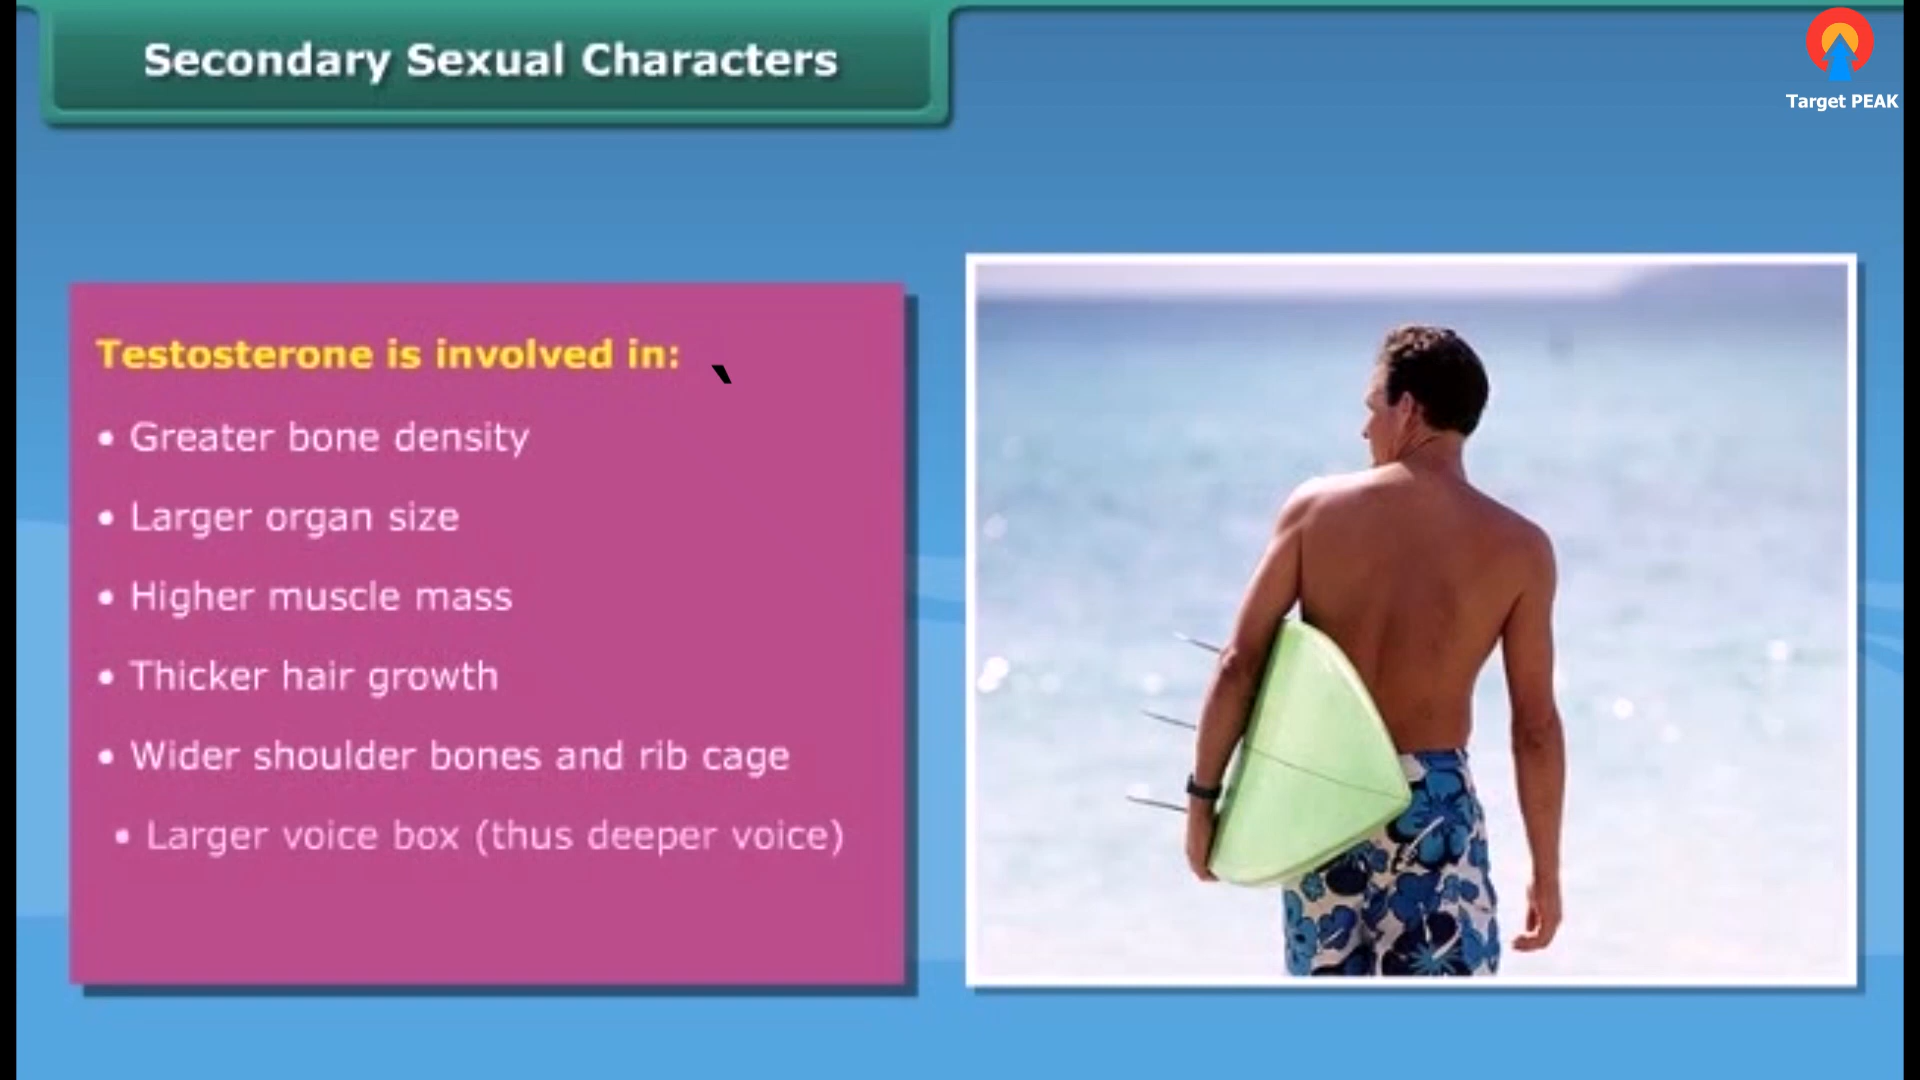 Secondary Sexual Characters
Target PEAK
Testosterone is involved in:
• Greater bone density
• Larger organ size
• Higher muscle mass
• Thicker hair growth
• Wider shoulder bones and rib cage
• Larger voice box (thus deeper voice)